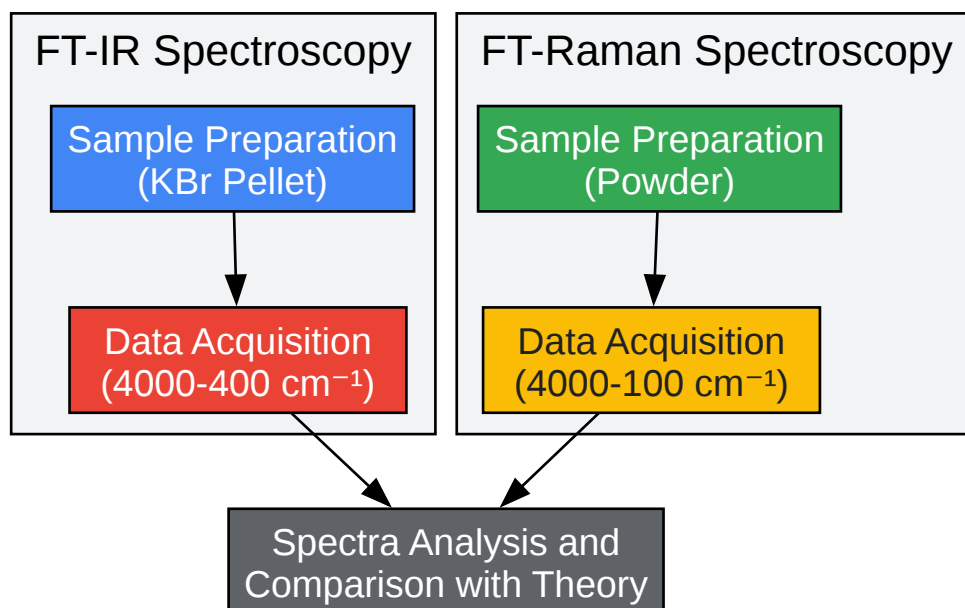 FT-IR Spectroscopy
Sample Preparation
(KBr Pellet)
Data Acquisition
(4000-400 cm⁻¹)
FT-Raman Spectroscopy
Sample Preparation
(Powder)
Data Acquisition
(4000-100 cm⁻¹)
Spectra Analysis and
Comparison with Theory